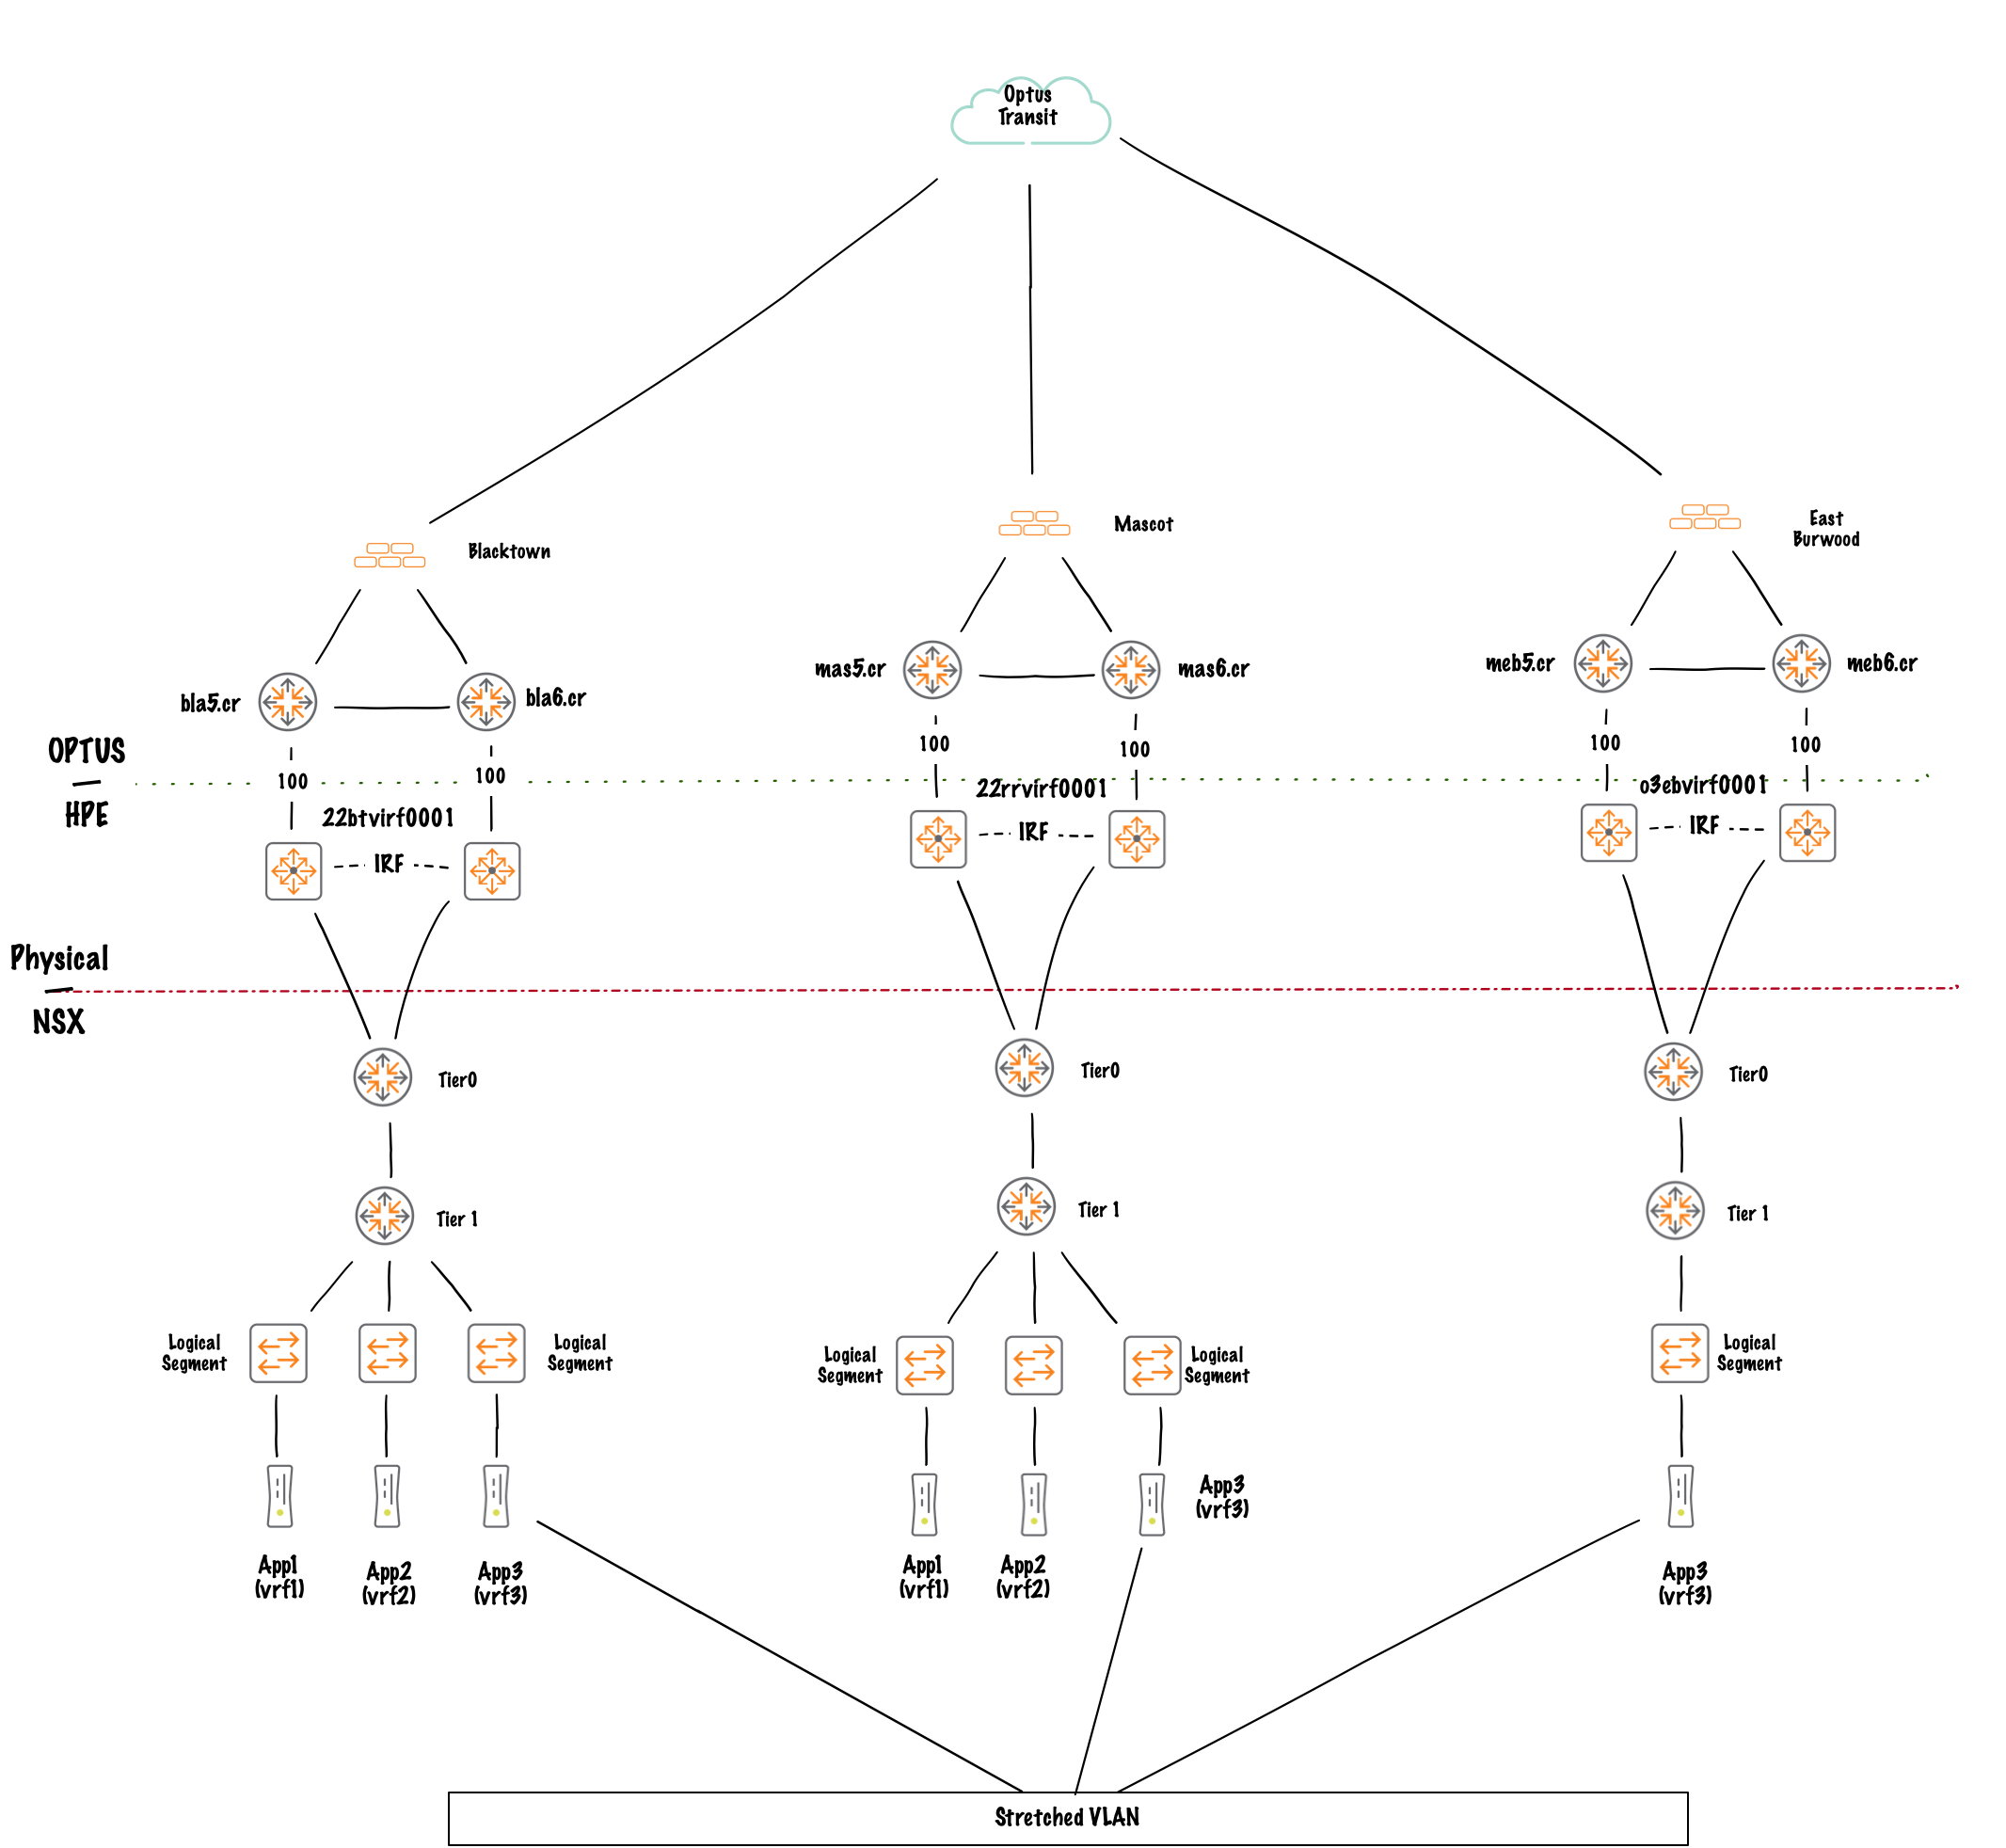 Optus
Transit
Blacktown
Mascot
East
Burwood
bla5.cr
bla6.cr
mas5.cr
mas6.cr
meb5.cr
meb6.cr
OPTUS
HPE
100
100
100
100
100
100
22btvirf0001
22rrvirf0001
o3ebvirf0001
IRF
IRF
IRF
Physical
NSX
Tier0
Tier0
Tier0
Tier 1
Tier 1
Tier 1
Logical
Segment
Logical
Segment
Logical
Segment
Logical
Segment
Logical
Segment
App1
(vrf1)
App2
(vrf2)
App3
(vrf3)
App1
(vrf1)
App2
(vrf2)
App3
(vrf3)
App3
(vrf3)
Stretched VLAN